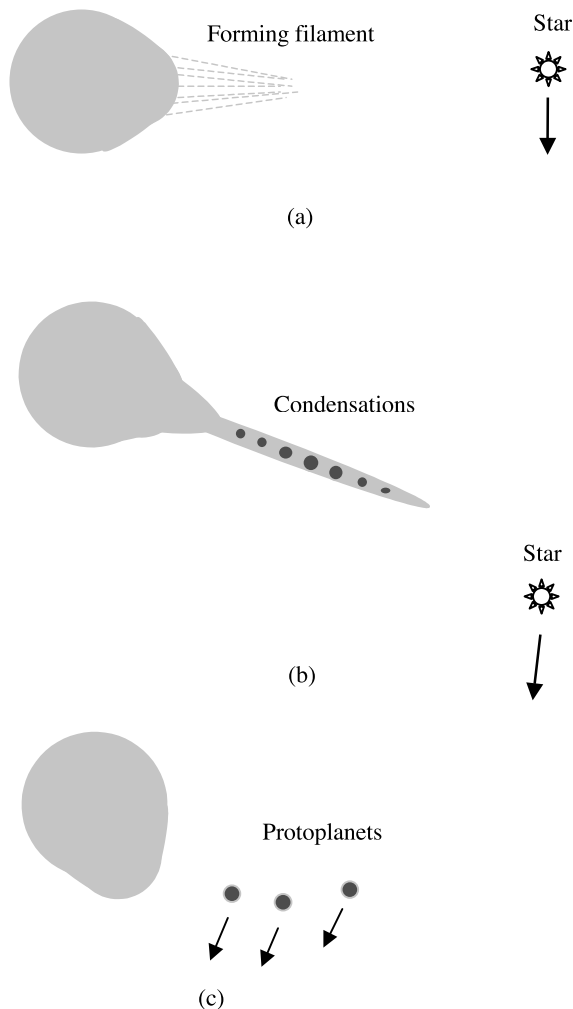 Star
Forming filament
(a)
Condensations
Star
(b)
Protoplanets
(c)